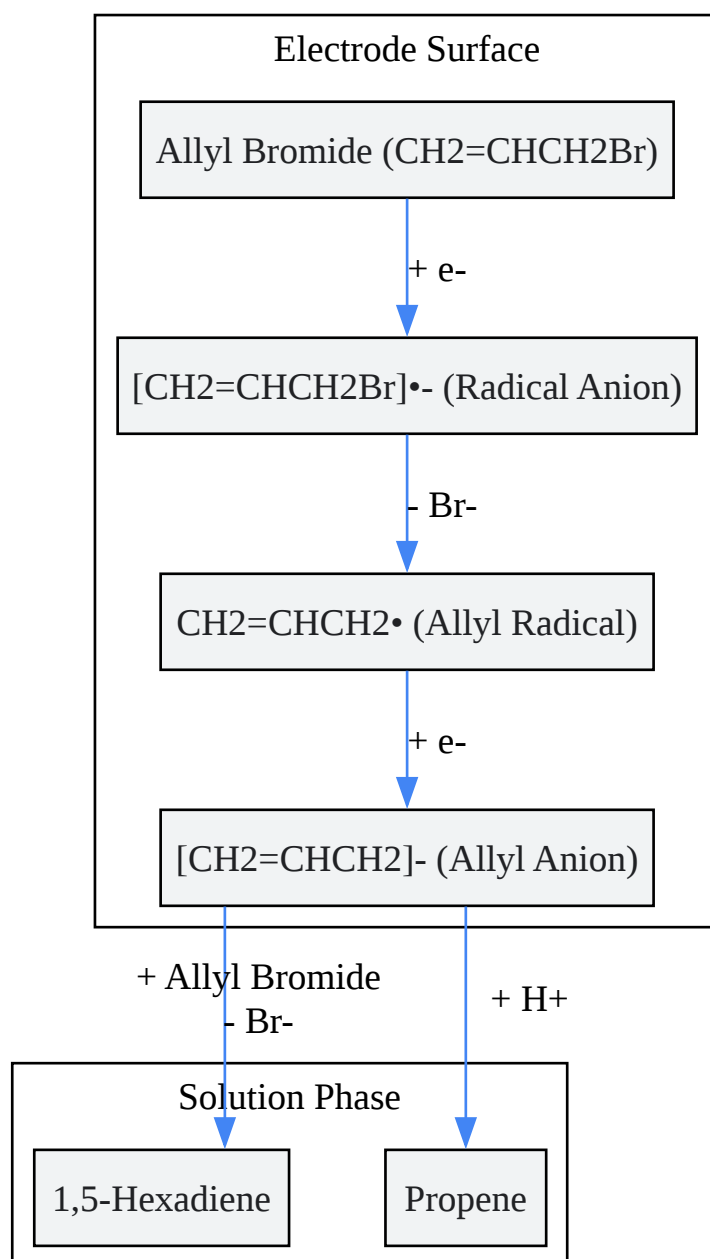 Electrode Surface
Allyl Bromide (CH2=CHCH2Br)
+ e-
[CH2=CHCH2Br]•- (Radical Anion)
- Br-
CH2=CHCH2• (Allyl Radical)
+ e-
[CH2=CHCH2]- (Allyl Anion)
+ Allyl Bromide
- Br-
+ H+
Solution Phase
1,5-Hexadiene
Propene